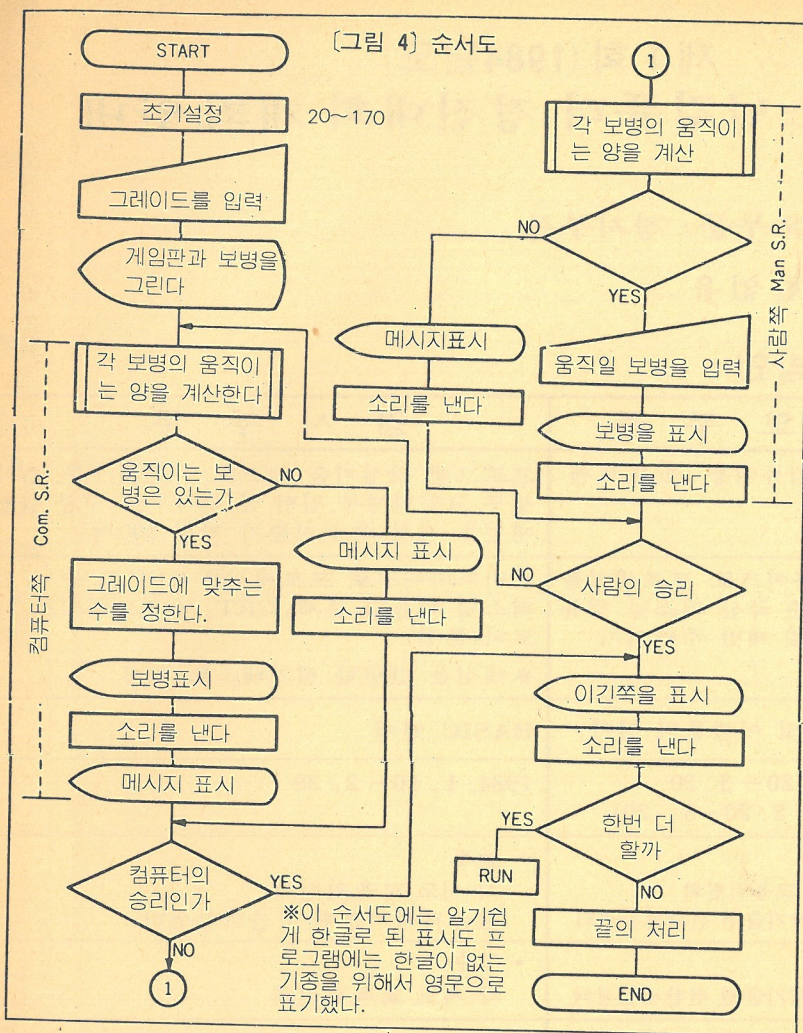 [그림 4] 순서도
START
초기설정
20~170
그레이드를 입력
게임판과 보병을
그린다
각 보병의 움직이
는 양을 계산한다
움직이는 보
병은 있는가
NO
YES
그레이드에 맞추는
수를 정한다.
보병표시
소리를 낸다
메시지 표시
메시지 표시
소리를 낸다
컴퓨터쪽 Com. S.R.
컴퓨터의
승리인가
YES
NO
1
1
각 보병의 움직이
는 양을 계산
NO
YES
메시지표시
소리를 낸다
움직일 보병을 입력
보병을 표시
소리를 낸다
사람쪽 Man S.R.
사람의 승리
NO
YES
이긴쪽을 표시
소리를 낸다
한번 더
할까
YES
RUN
NO
끝의 처리
END
※이 순서도에는 알기쉽
게 한글로 된 표시도 프
로그램에는 한글이 없는
기종을 위해서 영문으로
표기했다.